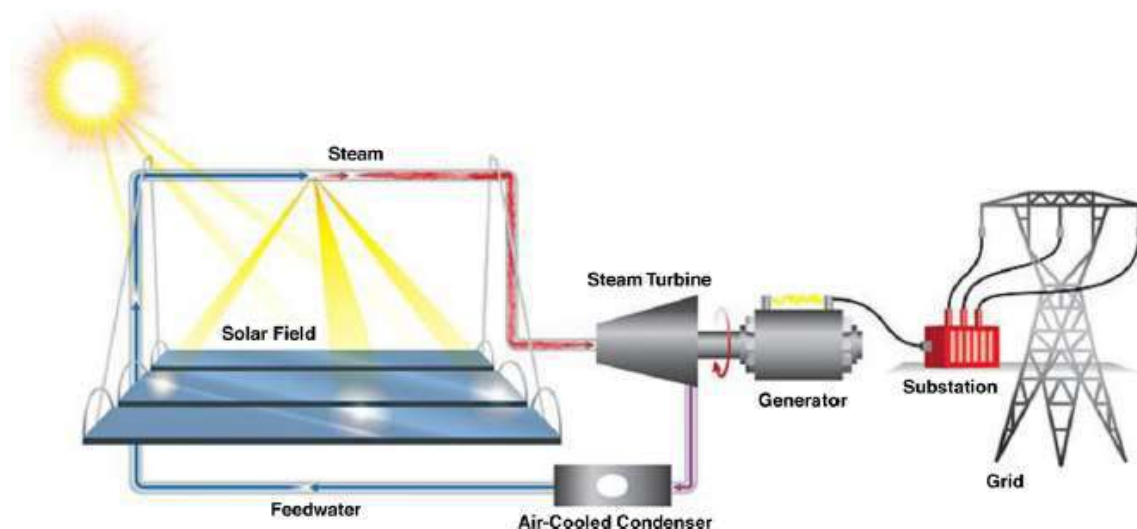 Steam
Steam Turbine
Solar Field
Substation
Generator
Grid
Feedwater
Air-Cooled Condenser